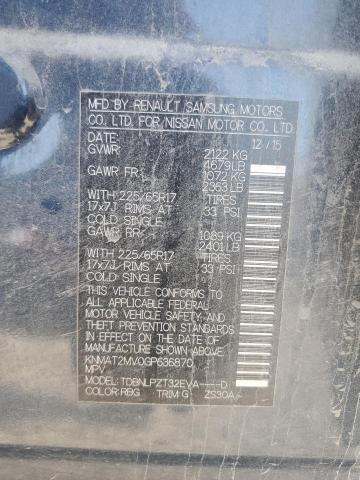 MFD BY RENAULT SAMSUNG MOTORS
CO. LTD. FOR NISSAN MOTOR CO. LTD.
DATE: 12/15
GVWR: 2122 KG
4679 LB
GAWR FR: 1072 KG
2363 LB
WITH 225/65R17 TIRES
17x7J RIMS AT 33 PSI
COLD SINGLE
GAWR RR: 1089 KG
2401 LB
WITH 225/65R17 TIRES
17x7J RIMS AT 33 PSI
COLD SINGLE
THIS VEHICLE CONFORMS TO
ALL APPLICABLE FEDERAL
MOTOR VEHICLE SAFETY AND
THEFT PREVENTION STANDARDS
IN EFFECT ON THE DATE OF
MANUFACTURE SHOWN ABOVE.
KNMAT2MV0GP636870
MPV
MODEL: TDBNLPZT32EVA----D
COLOR: RBG TRIM: G ZS30A/-